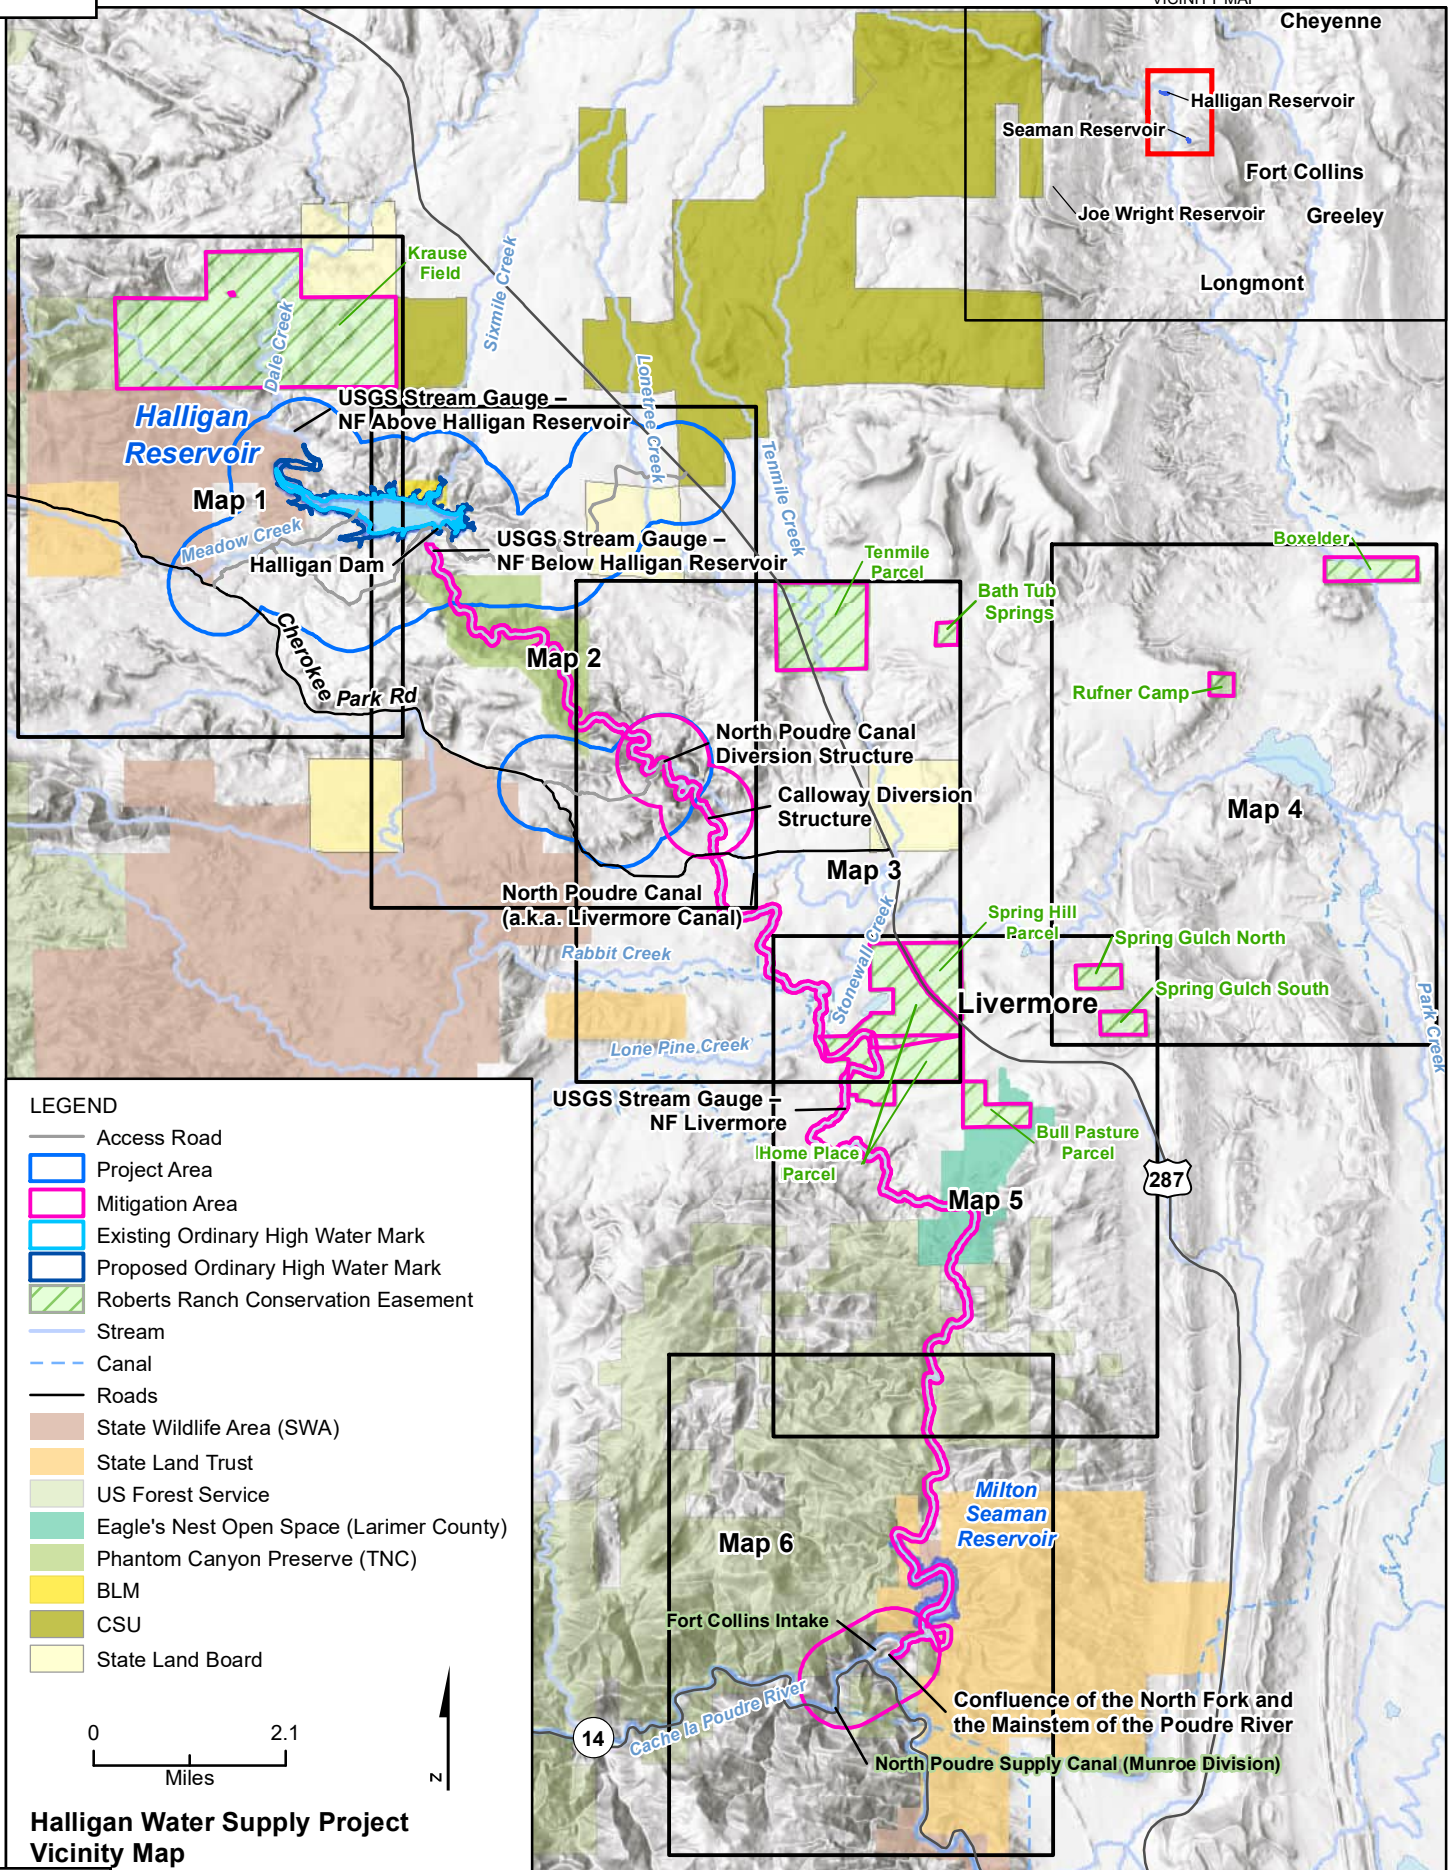 VICINITY MAP
Cheyenne
Halligan Reservoir
Seaman Reservoir
Fort Collins
Joe Wright Reservoir
Greeley
Longmont
Krause
Field
Sixmile Creek
Dale Creek
Lonetree Creek
USGS Stream Gauge –
NF Above Halligan Reservoir
Halligan
Reservoir
Map 1
Tenmile Creek
Meadow Creek
Halligan Dam
USGS Stream Gauge –
NF Below Halligan Reservoir
Tenmile
Parcel
Bath Tub
Springs
Boxelder
Cherokee
Park Rd
Map 2
Rufner Camp
North Poudre Canal
Diversion Structure
Calloway Diversion
Structure
Map 4
Map 3
North Poudre Canal
(a.k.a. Livermore Canal)
Stonewall Creek
Spring Hill
Parcel
Spring Gulch North
Rabbit Creek
Spring Gulch South
Livermore
Park Creek
Lone Pine Creek
USGS Stream Gauge –
NF Livermore
Bull Pasture
Parcel
Home Place
Parcel
287
Map 5
LEGEND
Access Road
Project Area
Mitigation Area
Existing Ordinary High Water Mark
Proposed Ordinary High Water Mark
Roberts Ranch Conservation Easement
Stream
Canal
Roads
State Wildlife Area (SWA)
State Land Trust
US Forest Service
Eagle's Nest Open Space (Larimer County)
Phantom Canyon Preserve (TNC)
BLM
CSU
State Land Board
0 2.1
Miles
N
Halligan Water Supply Project
Vicinity Map
Milton
Seaman
Reservoir
Map 6
Fort Collins Intake
Cache la Poudre River
14
Confluence of the North Fork and
the Mainstem of the Poudre River
North Poudre Supply Canal (Munroe Division)